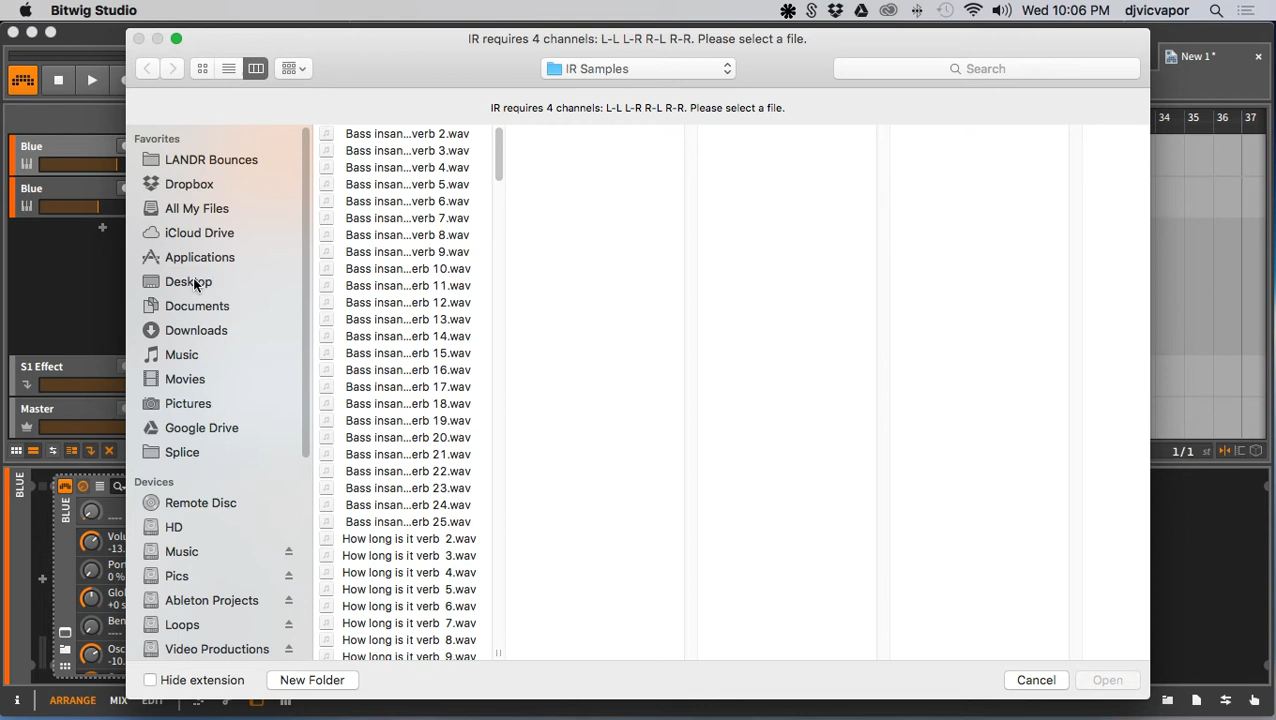 Bitwig Studio
Wed 10:06 PM
djvicvapor
IR requires 4 channels: L-L L-R R-L R-R. Please select a file.
New 1*
IR Samples
Search
IR requires 4 channels: L-L L-R R-L R-R. Please select a file.
34 35 36 37
Favorites
LANDR Bounces
Dropbox
All My Files
iCloud Drive
Applications
Desktop
Documents
Downloads
Music
Movies
Pictures
Google Drive
Splice
Devices
Remote Disc
HD
Music
Pics
Ableton Projects
Loops
Video Productions
Bass insan...verb 2.wav
Bass insan...verb 3.wav
Bass insan...verb 4.wav
Bass insan...verb 5.wav
Bass insan...verb 6.wav
Bass insan...verb 7.wav
Bass insan...verb 8.wav
Bass insan...verb 9.wav
Bass insan...erb 10.wav
Bass insan...erb 11.wav
Bass insan...erb 12.wav
Bass insan...erb 13.wav
Bass insan...erb 14.wav
Bass insan...erb 15.wav
Bass insan...erb 16.wav
Bass insan...erb 17.wav
Bass insan...erb 18.wav
Bass insan...erb 19.wav
Bass insan...erb 20.wav
Bass insan...erb 21.wav
Bass insan...erb 22.wav
Bass insan...erb 23.wav
Bass insan...erb 24.wav
Bass insan...erb 25.wav
How long is it verb 2.wav
How long is it verb 3.wav
How long is it verb 4.wav
How long is it verb 5.wav
How long is it verb 6.wav
How long is it verb 7.wav
How long is it verb 8.wav
How long is it verb 9.wav
Hide extension
New Folder
Cancel
Open
Blue
Blue
S1 Effect
Master
1/1 st
BLUE
BLUE
Volu
-13.
Por
0 %
Glo
+0 s
Ben
Osc
-10.
i
ARRANGE
MIX
EDIT